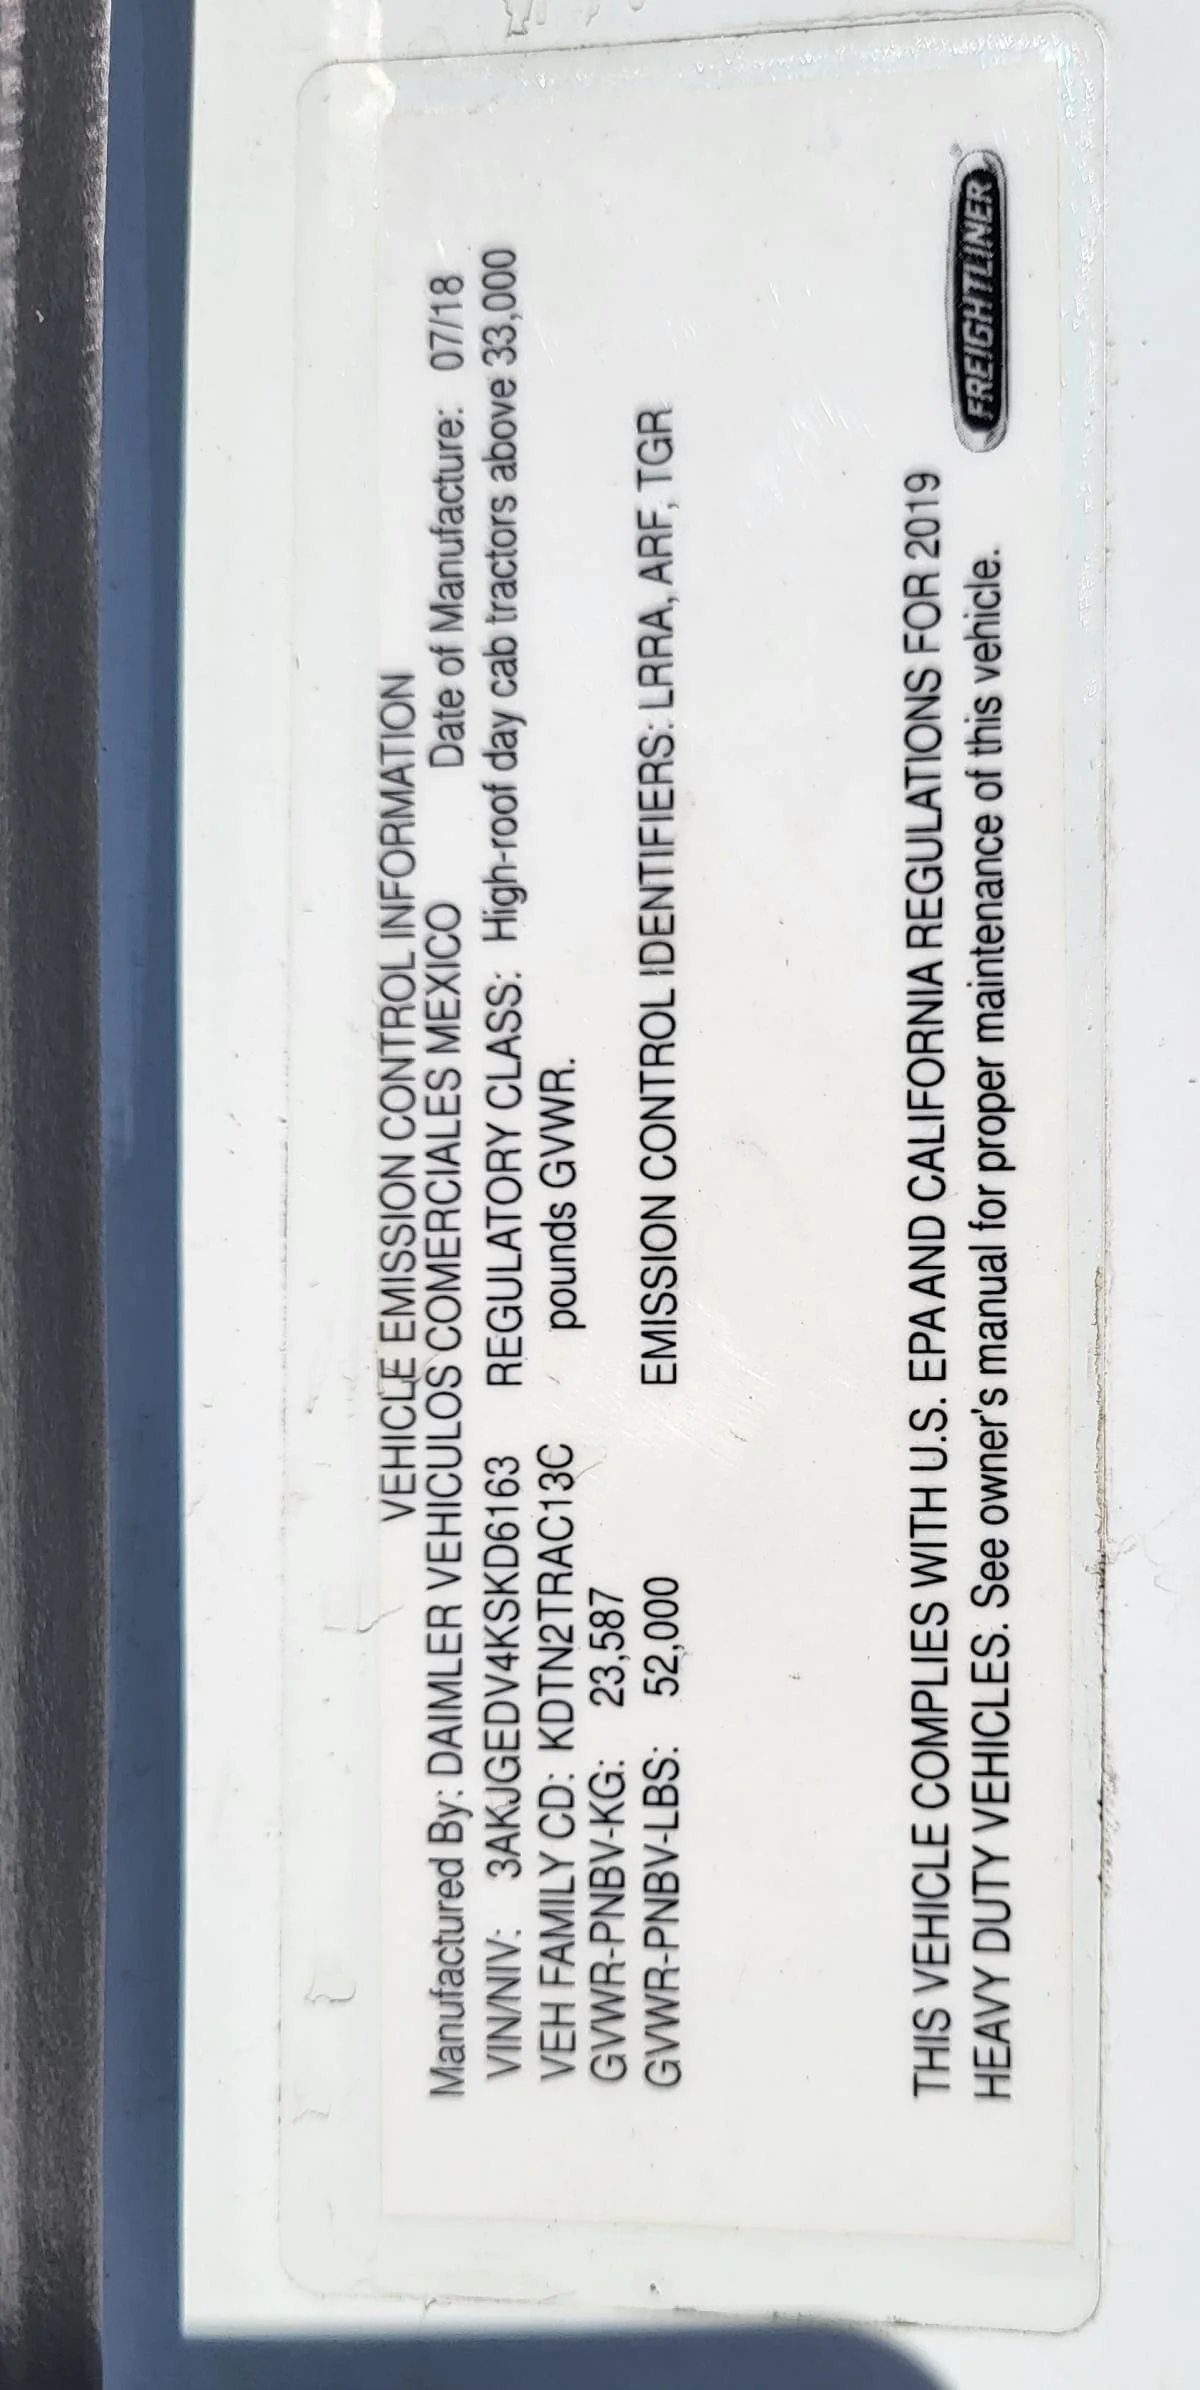 VEHICLE EMISSION CONTROL INFORMATION
Manufactured By: DAIMLER VEHICULOS COMERCIALES MEXICO Date of Manufacture: 07/18
VIN/NIV: 3AKJGEDV4KSKD6163 REGULATORY CLASS: High-roof day cab tractors above 33,000
VEH FAMILY CD: KDTN2TRAC13C pounds GVWR.
GVWR-PNBV-KG: 23,587
GVWR-PNBV-LBS: 52,000 EMISSION CONTROL IDENTIFIERS: LRRA, ARF, TGR
THIS VEHICLE COMPLIES WITH U.S. EPA AND CALIFORNIA REGULATIONS FOR 2019
HEAVY DUTY VEHICLES. See owner's manual for proper maintenance of this vehicle.
FREIGHTLINER